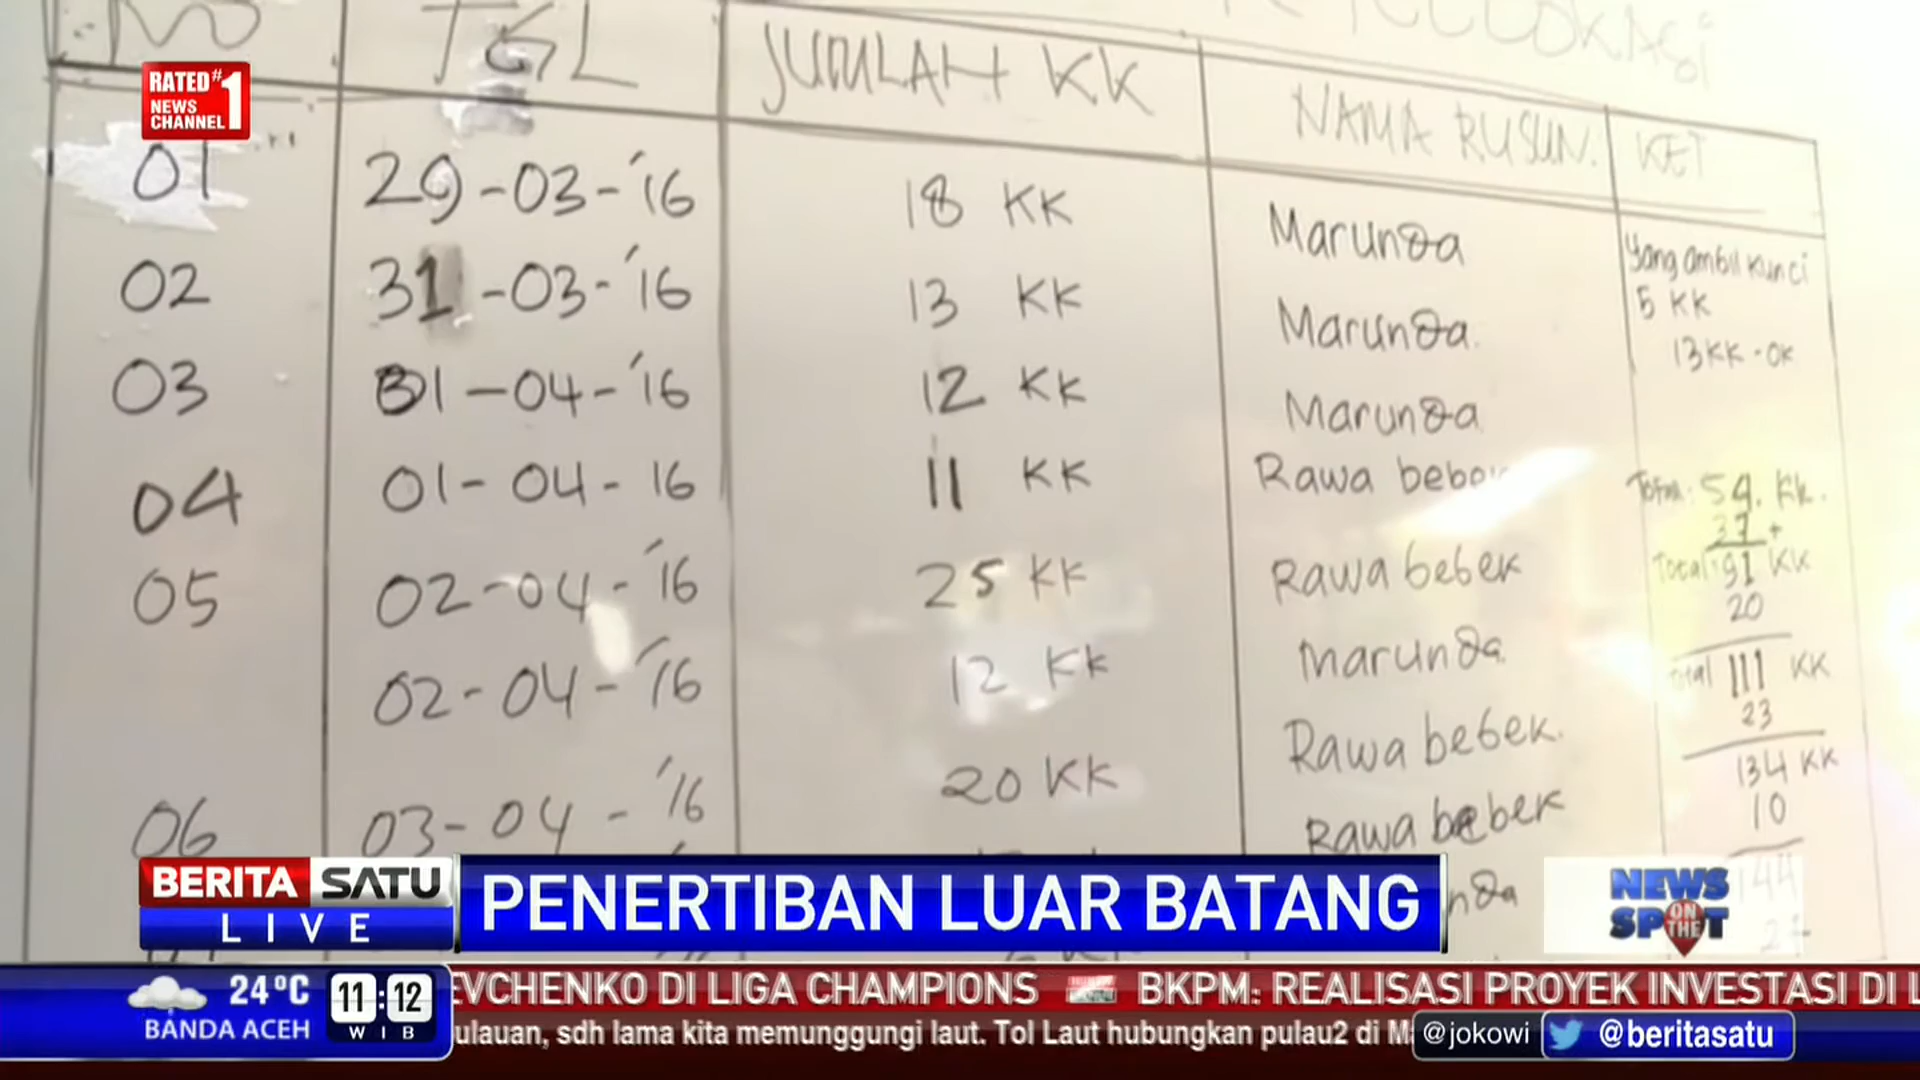 NO TGL JUMLAH KK NAMA RUSUN. KET
01 29-03-'16 18 KK Marunda
yang ambil kunci
5 KK
02 31-03-'16 13 KK Marunda.
13 KK - OK
03 01-04-'16 12 KK Marunda
04 01-04-16 11 KK Rawa
Total: 54. KK.
37 +
05 02-04-'16 25 KK Rawa bebek
Total: 91 KK
20
02-04-'16 12 KK Marunda.
Total 111 KK
23
20 KK Rawa bebek.
134 KK
06 03-04-'16 Rawa bebek
10
144
RATED #1
NEWS
CHANNEL
BERITA SATU
LIVE
PENERTIBAN LUAR BATANG
NEWS
ON THE
SPOT
24°C
BANDA ACEH
11:12
WIB
EVCHENKO DI LIGA CHAMPIONS BKPM: REALISASI PROYEK INVESTASI DI L
ulauan, sdh lama kita memunggungi laut. Tol Laut hubungkan pulau2 di M
@jokowi
@beritasatu